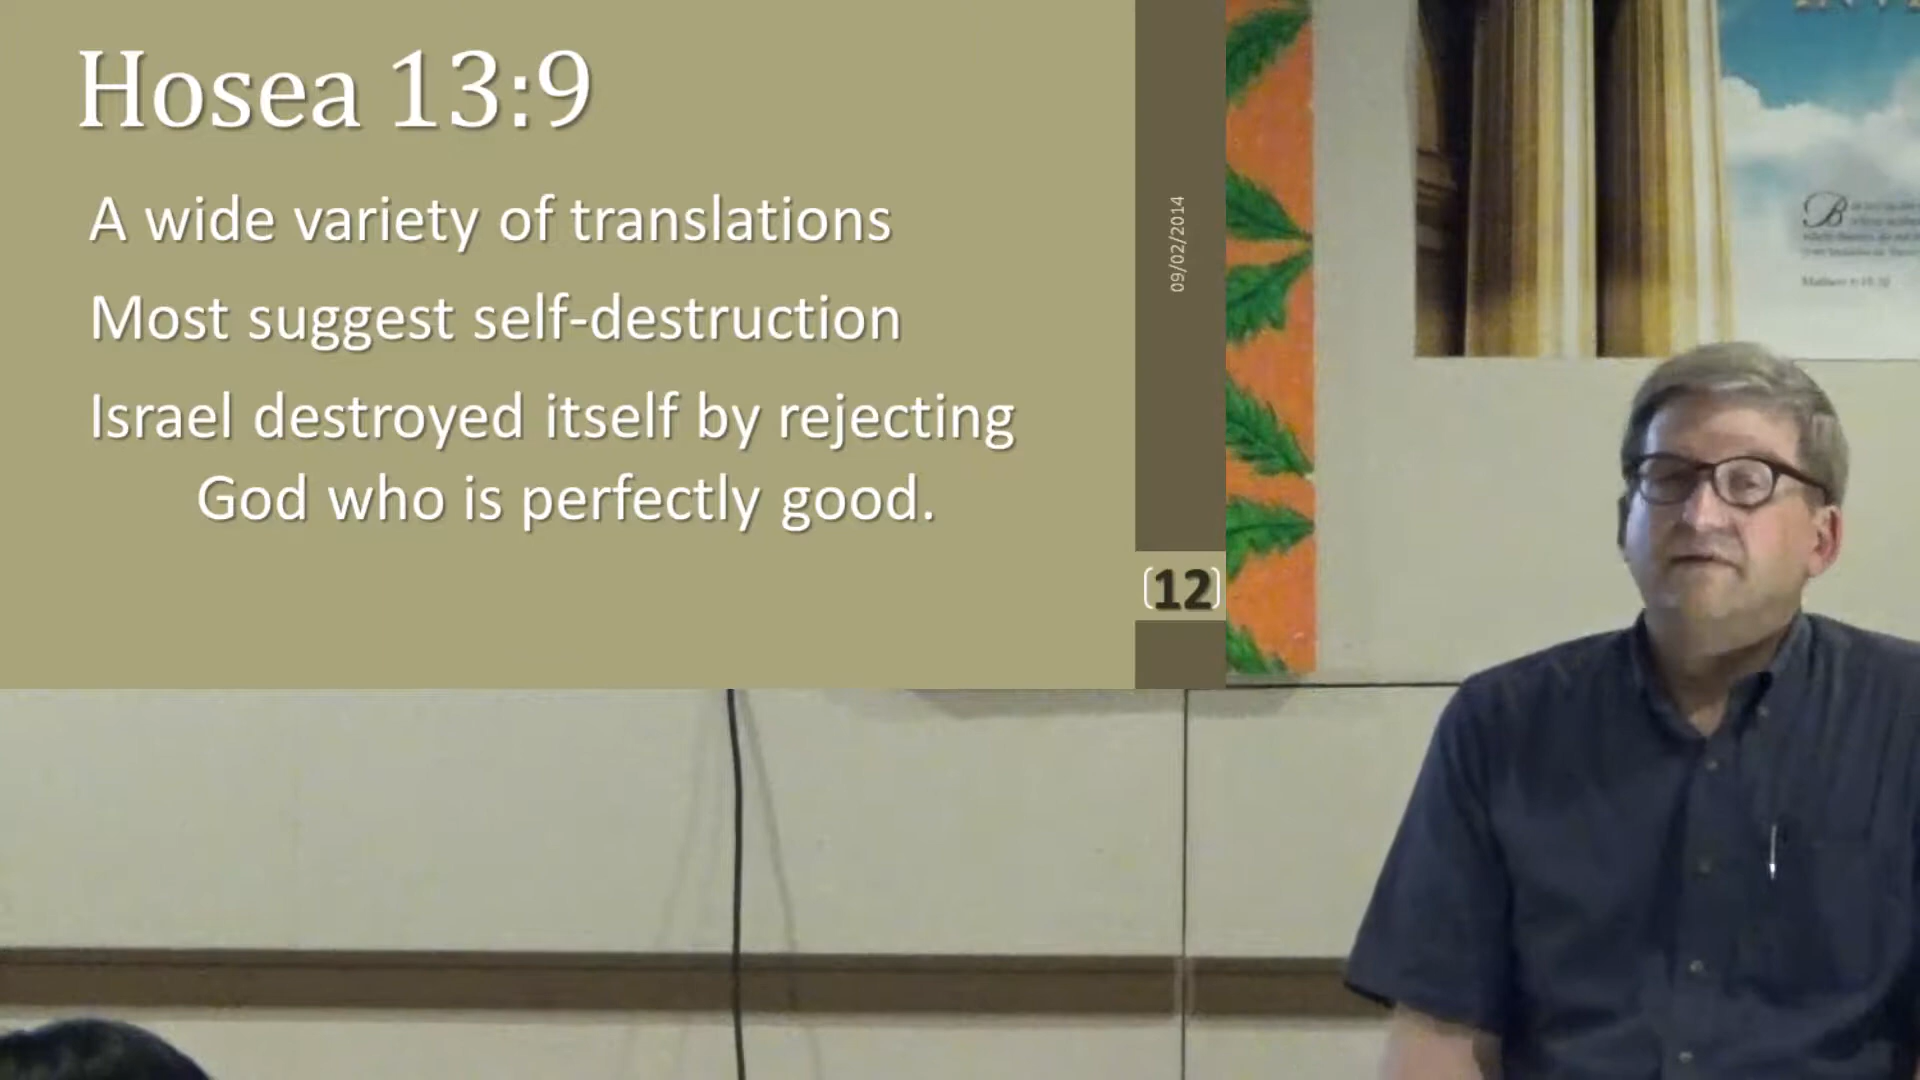 Hosea 13:9
A wide variety of translations
Most suggest self-destruction
Israel destroyed itself by rejecting
God who is perfectly good.
09/02/2014
12